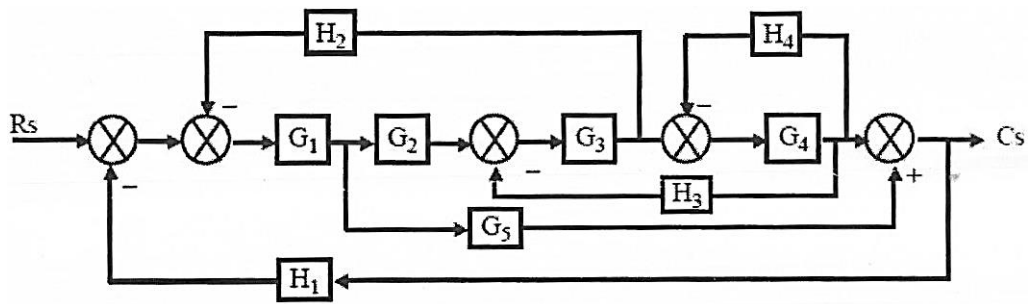 H₂
H₄
Rs
G₁
G₂
G₃
G₄
Cs
−
−
−
−
+
H₃
G₅
H₁